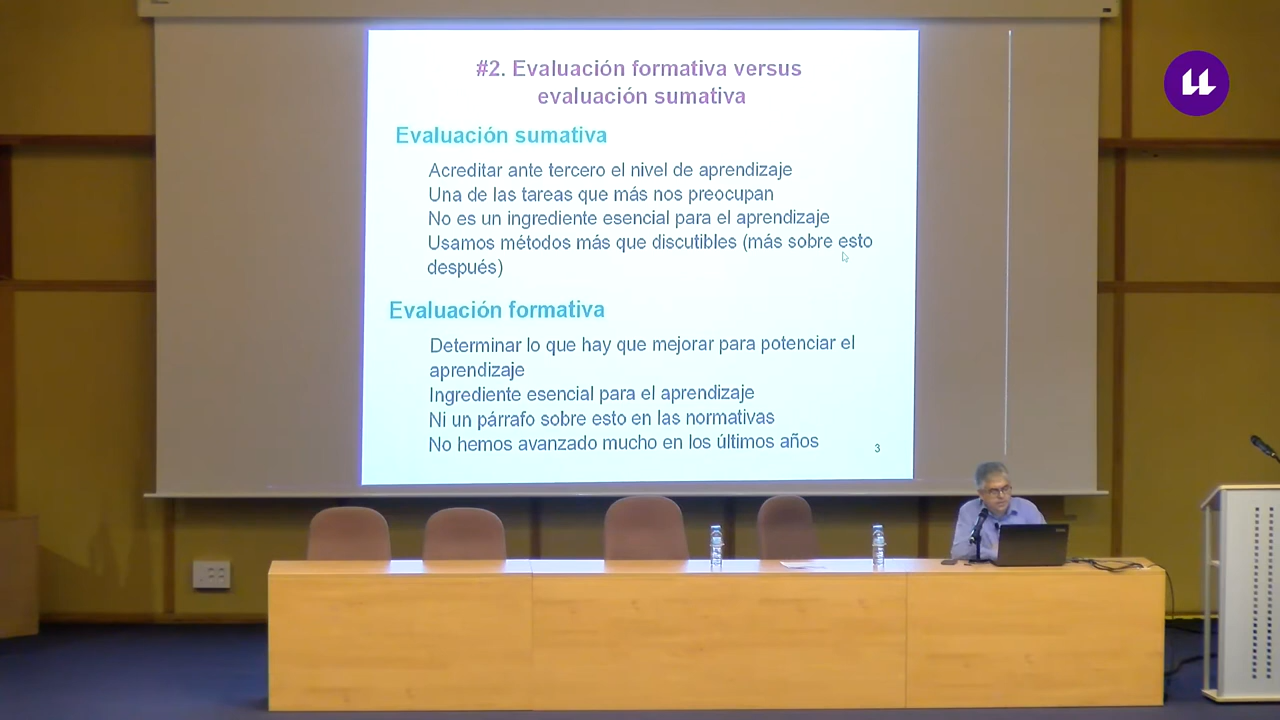 #2. Evaluación formativa versus
evaluación sumativa
Evaluación sumativa
Acreditar ante tercero el nivel de aprendizaje
Una de las tareas que más nos preocupan
No es un ingrediente esencial para el aprendizaje
Usamos métodos más que discutibles (más sobre esto
después)
Evaluación formativa
Determinar lo que hay que mejorar para potenciar el
aprendizaje
Ingrediente esencial para el aprendizaje
Ni un párrafo sobre esto en las normativas
No hemos avanzado mucho en los últimos años
3